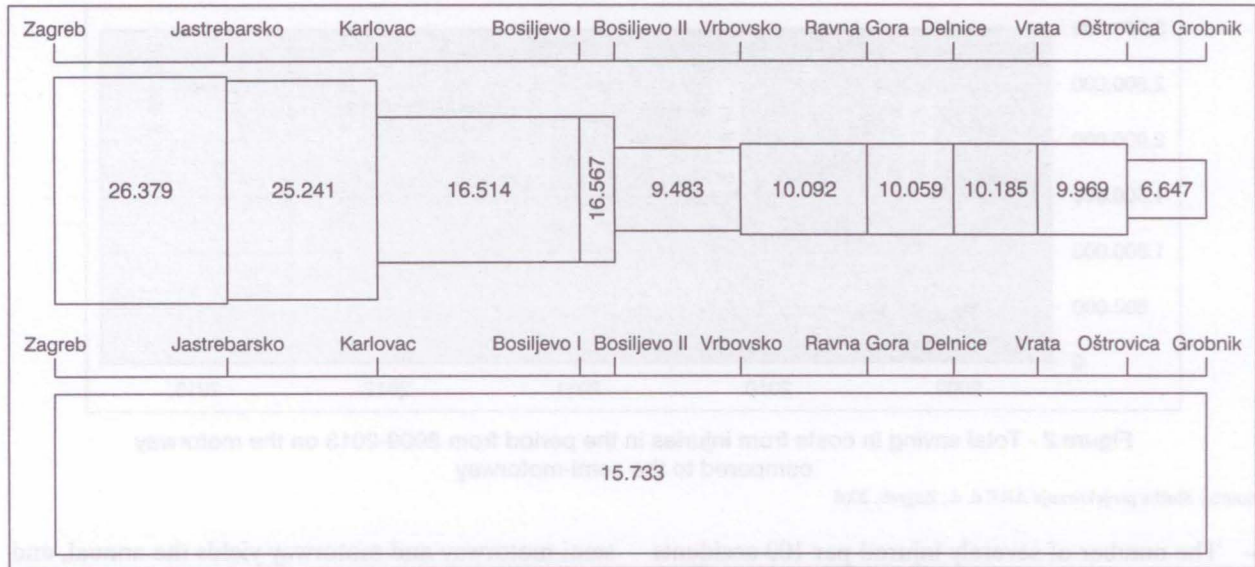 Zagreb Jastrebarsko Karlovac Bosiljevo I Bosiljevo II Vrbovsko Ravna Gora Delnice Vrata Oštrovica Grobnik
26.379 25.241 16.514 16.567 9.483 10.092 10.059 10.185 9.969 6.647
Zagreb Jastrebarsko Karlovac Bosiljevo I Bosiljevo II Vrbovsko Ravna Gora Delnice Vrata Oštrovica Grobnik
15.733